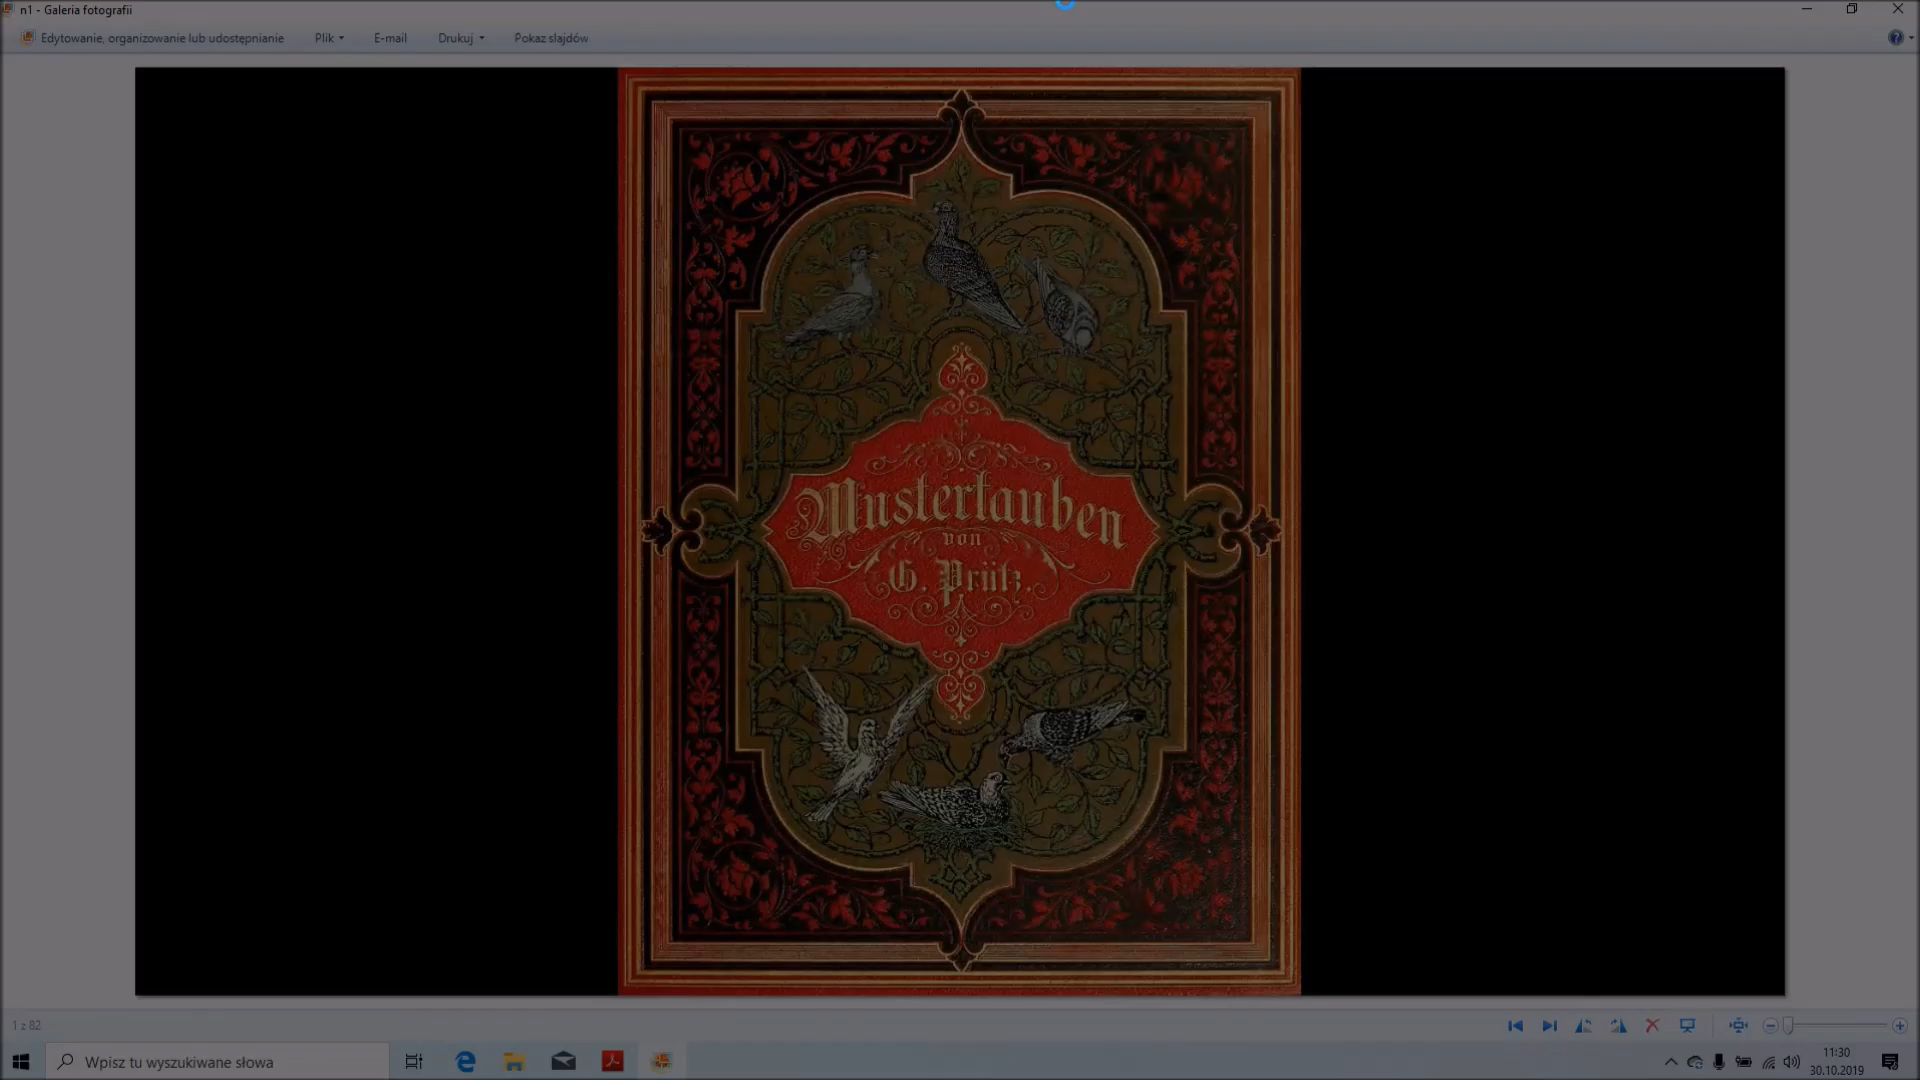 n1 - Galeria fotografii
Edytowanie, organizowanie lub udostępnianie Plik E-mail Drukuj Pokaz slajdów
Mustertauben
von
G. Prütz.
1 z 82
Wpisz tu wyszukiwane słowa
11:30
30.10.2019